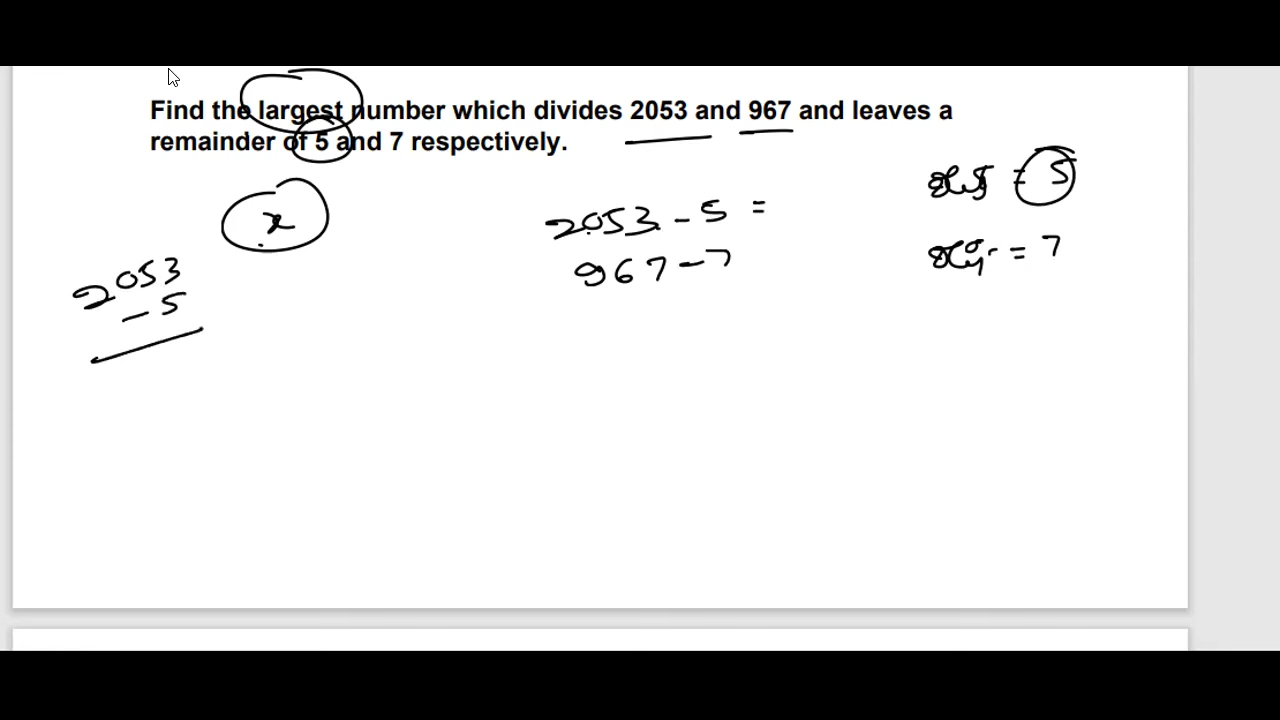 Find the largest number which divides 2053 and 967 and leaves a
remainder of 5 and 7 respectively.
x
2053 - 5 =
= 5
967 - 7
= 7
2053
- 5